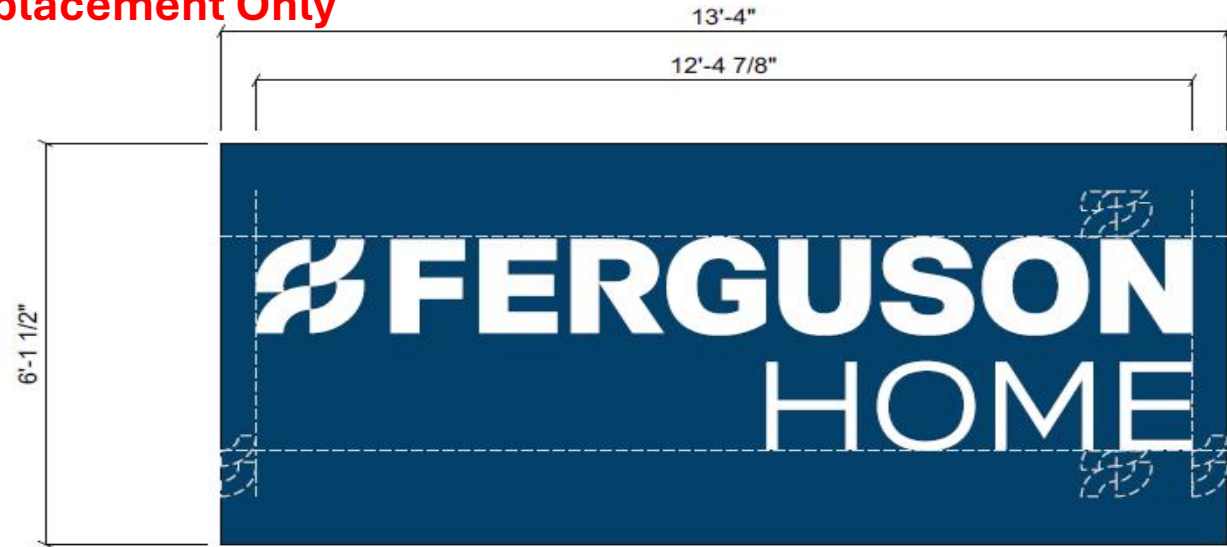 placement Only
13'-4"
12'-4 7/8"
6'-1 1/2"
FERGUSON
HOME